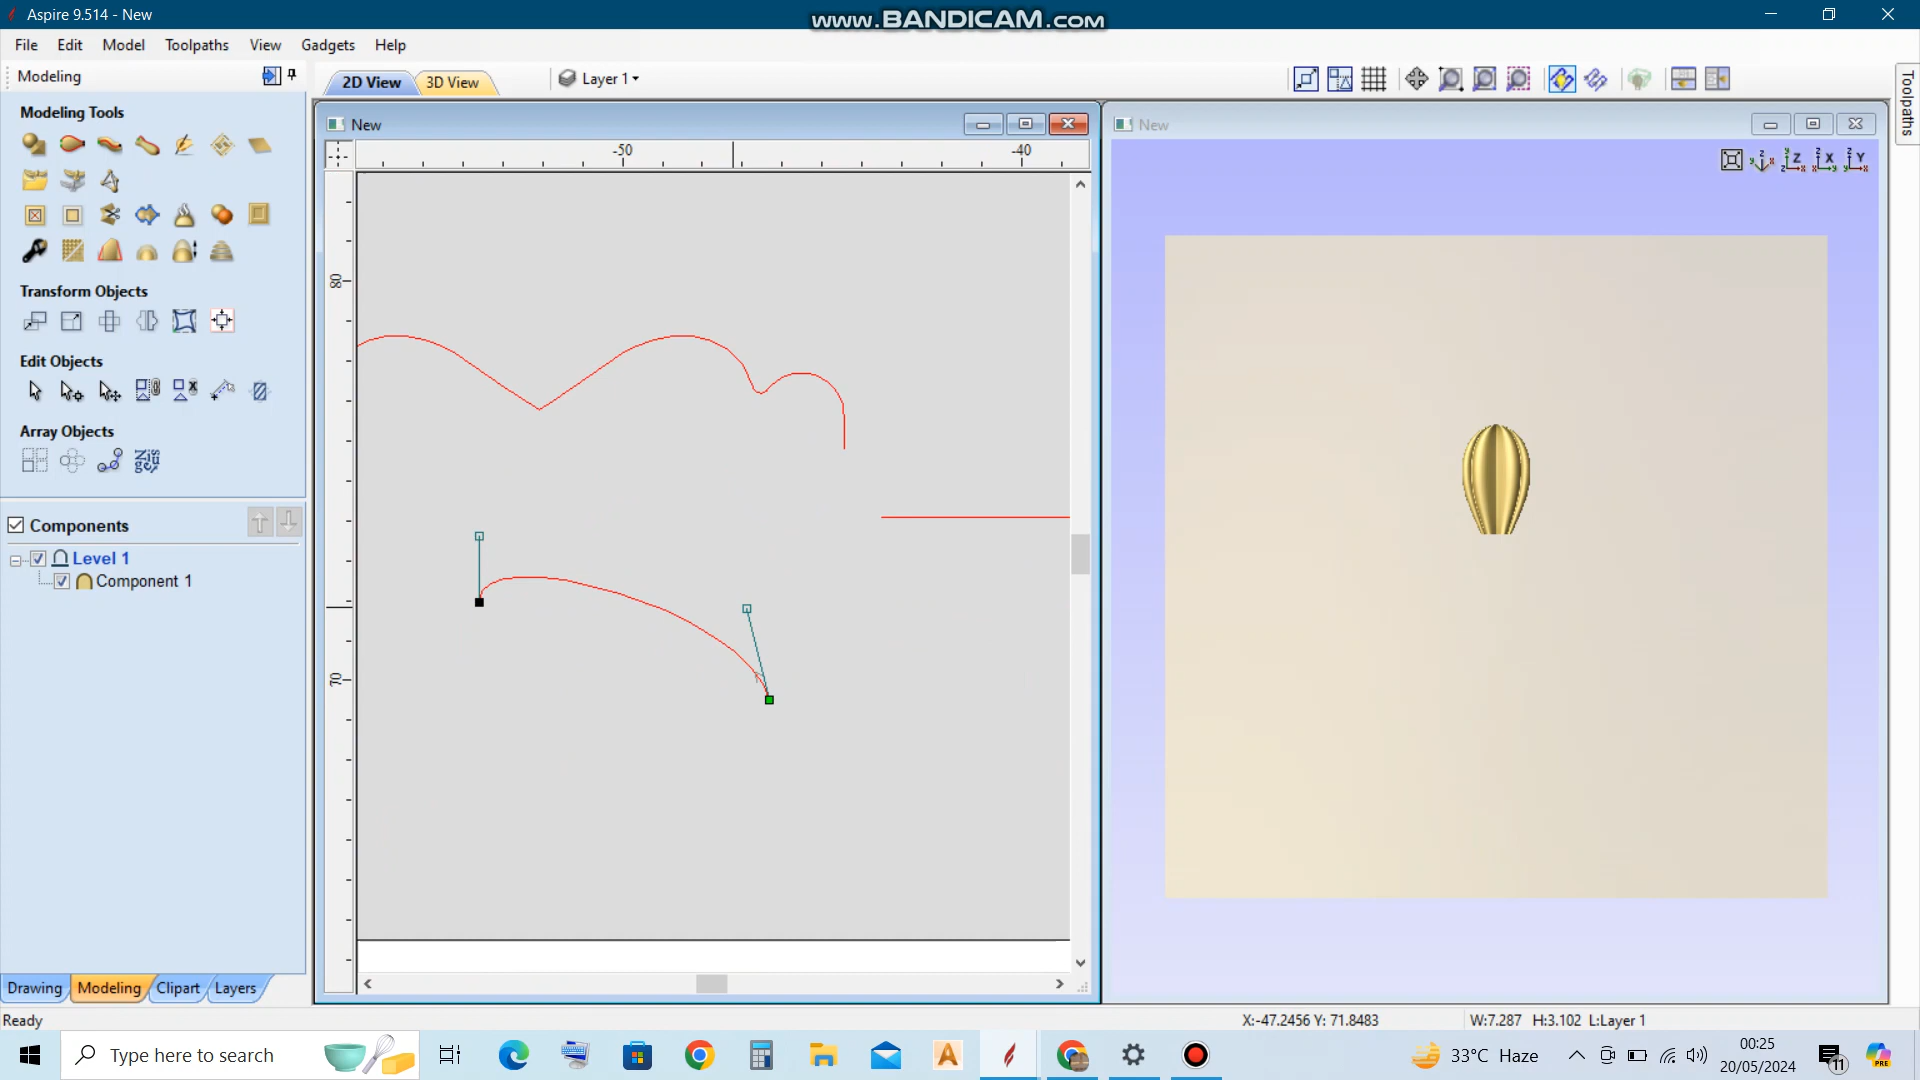 Aspire 9.514 - New
www.BANDICAM.com
File Edit Model Toolpaths View Gadgets Help
Modeling
2D View
3D View
Layer 1
Toolpaths
Modeling Tools
New
New
-50
-40
80
70
Transform Objects
Edit Objects
Array Objects
Components
Level 1
Component 1
Drawing
Modeling
Clipart
Layers
Ready
X:-47.2456 Y: 71.8483
W:7.287 H:3.102 L:Layer 1
Type here to search
33°C Haze
00:25
20/05/2024
11
PRE